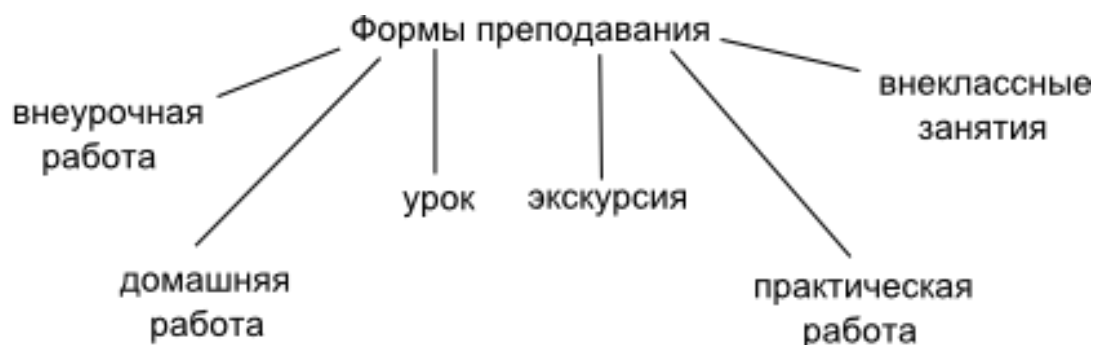 Формы преподавания
внеурочная
работа
внеклассные
занятия
урок
экскурсия
домашняя
работа
практическая
работа